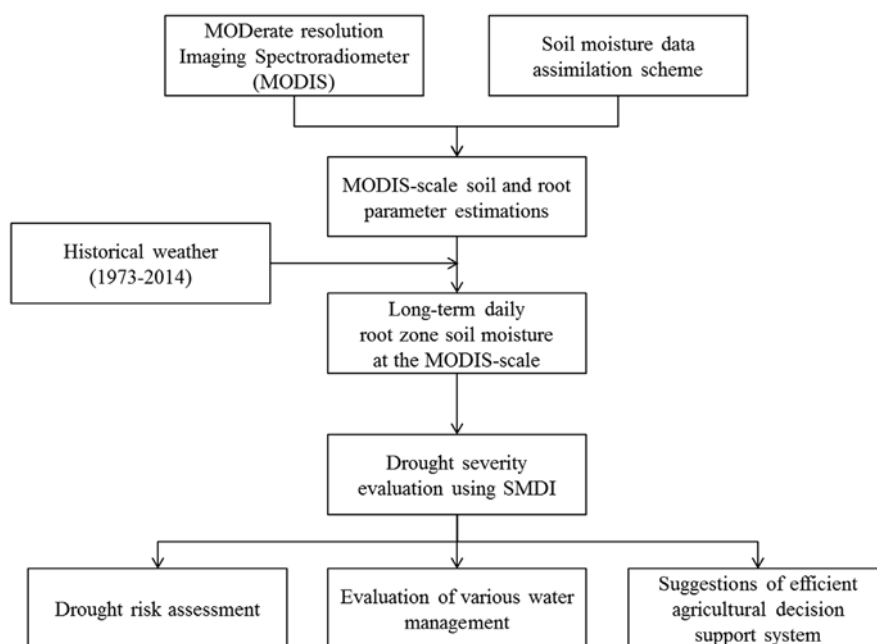 MODerate resolution
Imaging Spectroradiometer
(MODIS)
Soil moisture data
assimilation scheme
MODIS-scale soil and root
parameter estimations
Historical weather
(1973-2014)
Long-term daily
root zone soil moisture
at the MODIS-scale
Drought severity
evaluation using SMDI
Drought risk assessment
Evaluation of various water
management
Suggestions of efficient
agricultural decision
support system